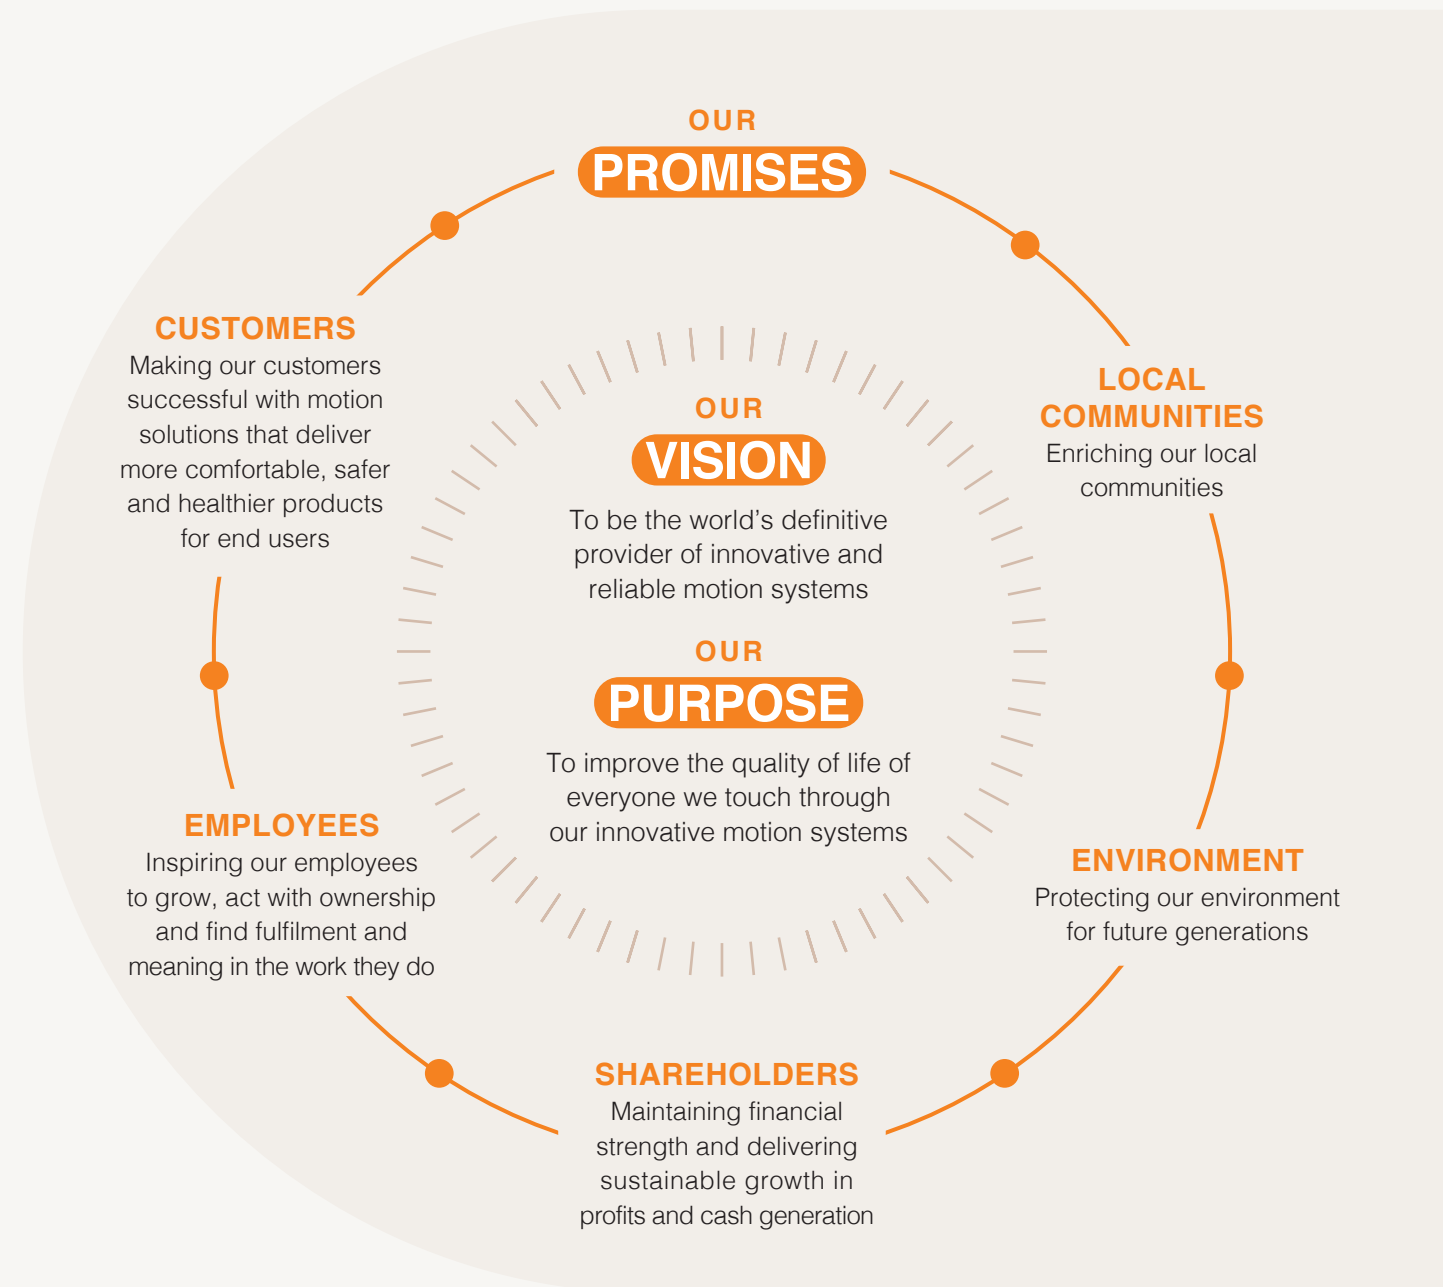 OUR
PROMISES
CUSTOMERS
Making our customers
successful with motion
solutions that deliver
more comfortable, safer
and healthier products
for end users
OUR
VISION
To be the world’s definitive
provider of innovative and
reliable motion systems
OUR
PURPOSE
To improve the quality of life of
everyone we touch through
our innovative motion systems
LOCAL
COMMUNITIES
Enriching our local
communities
EMPLOYEES
Inspiring our employees
to grow, act with ownership
and find fulfilment and
meaning in the work they do
ENVIRONMENT
Protecting our environment
for future generations
SHAREHOLDERS
Maintaining financial
strength and delivering
sustainable growth in
profits and cash generation